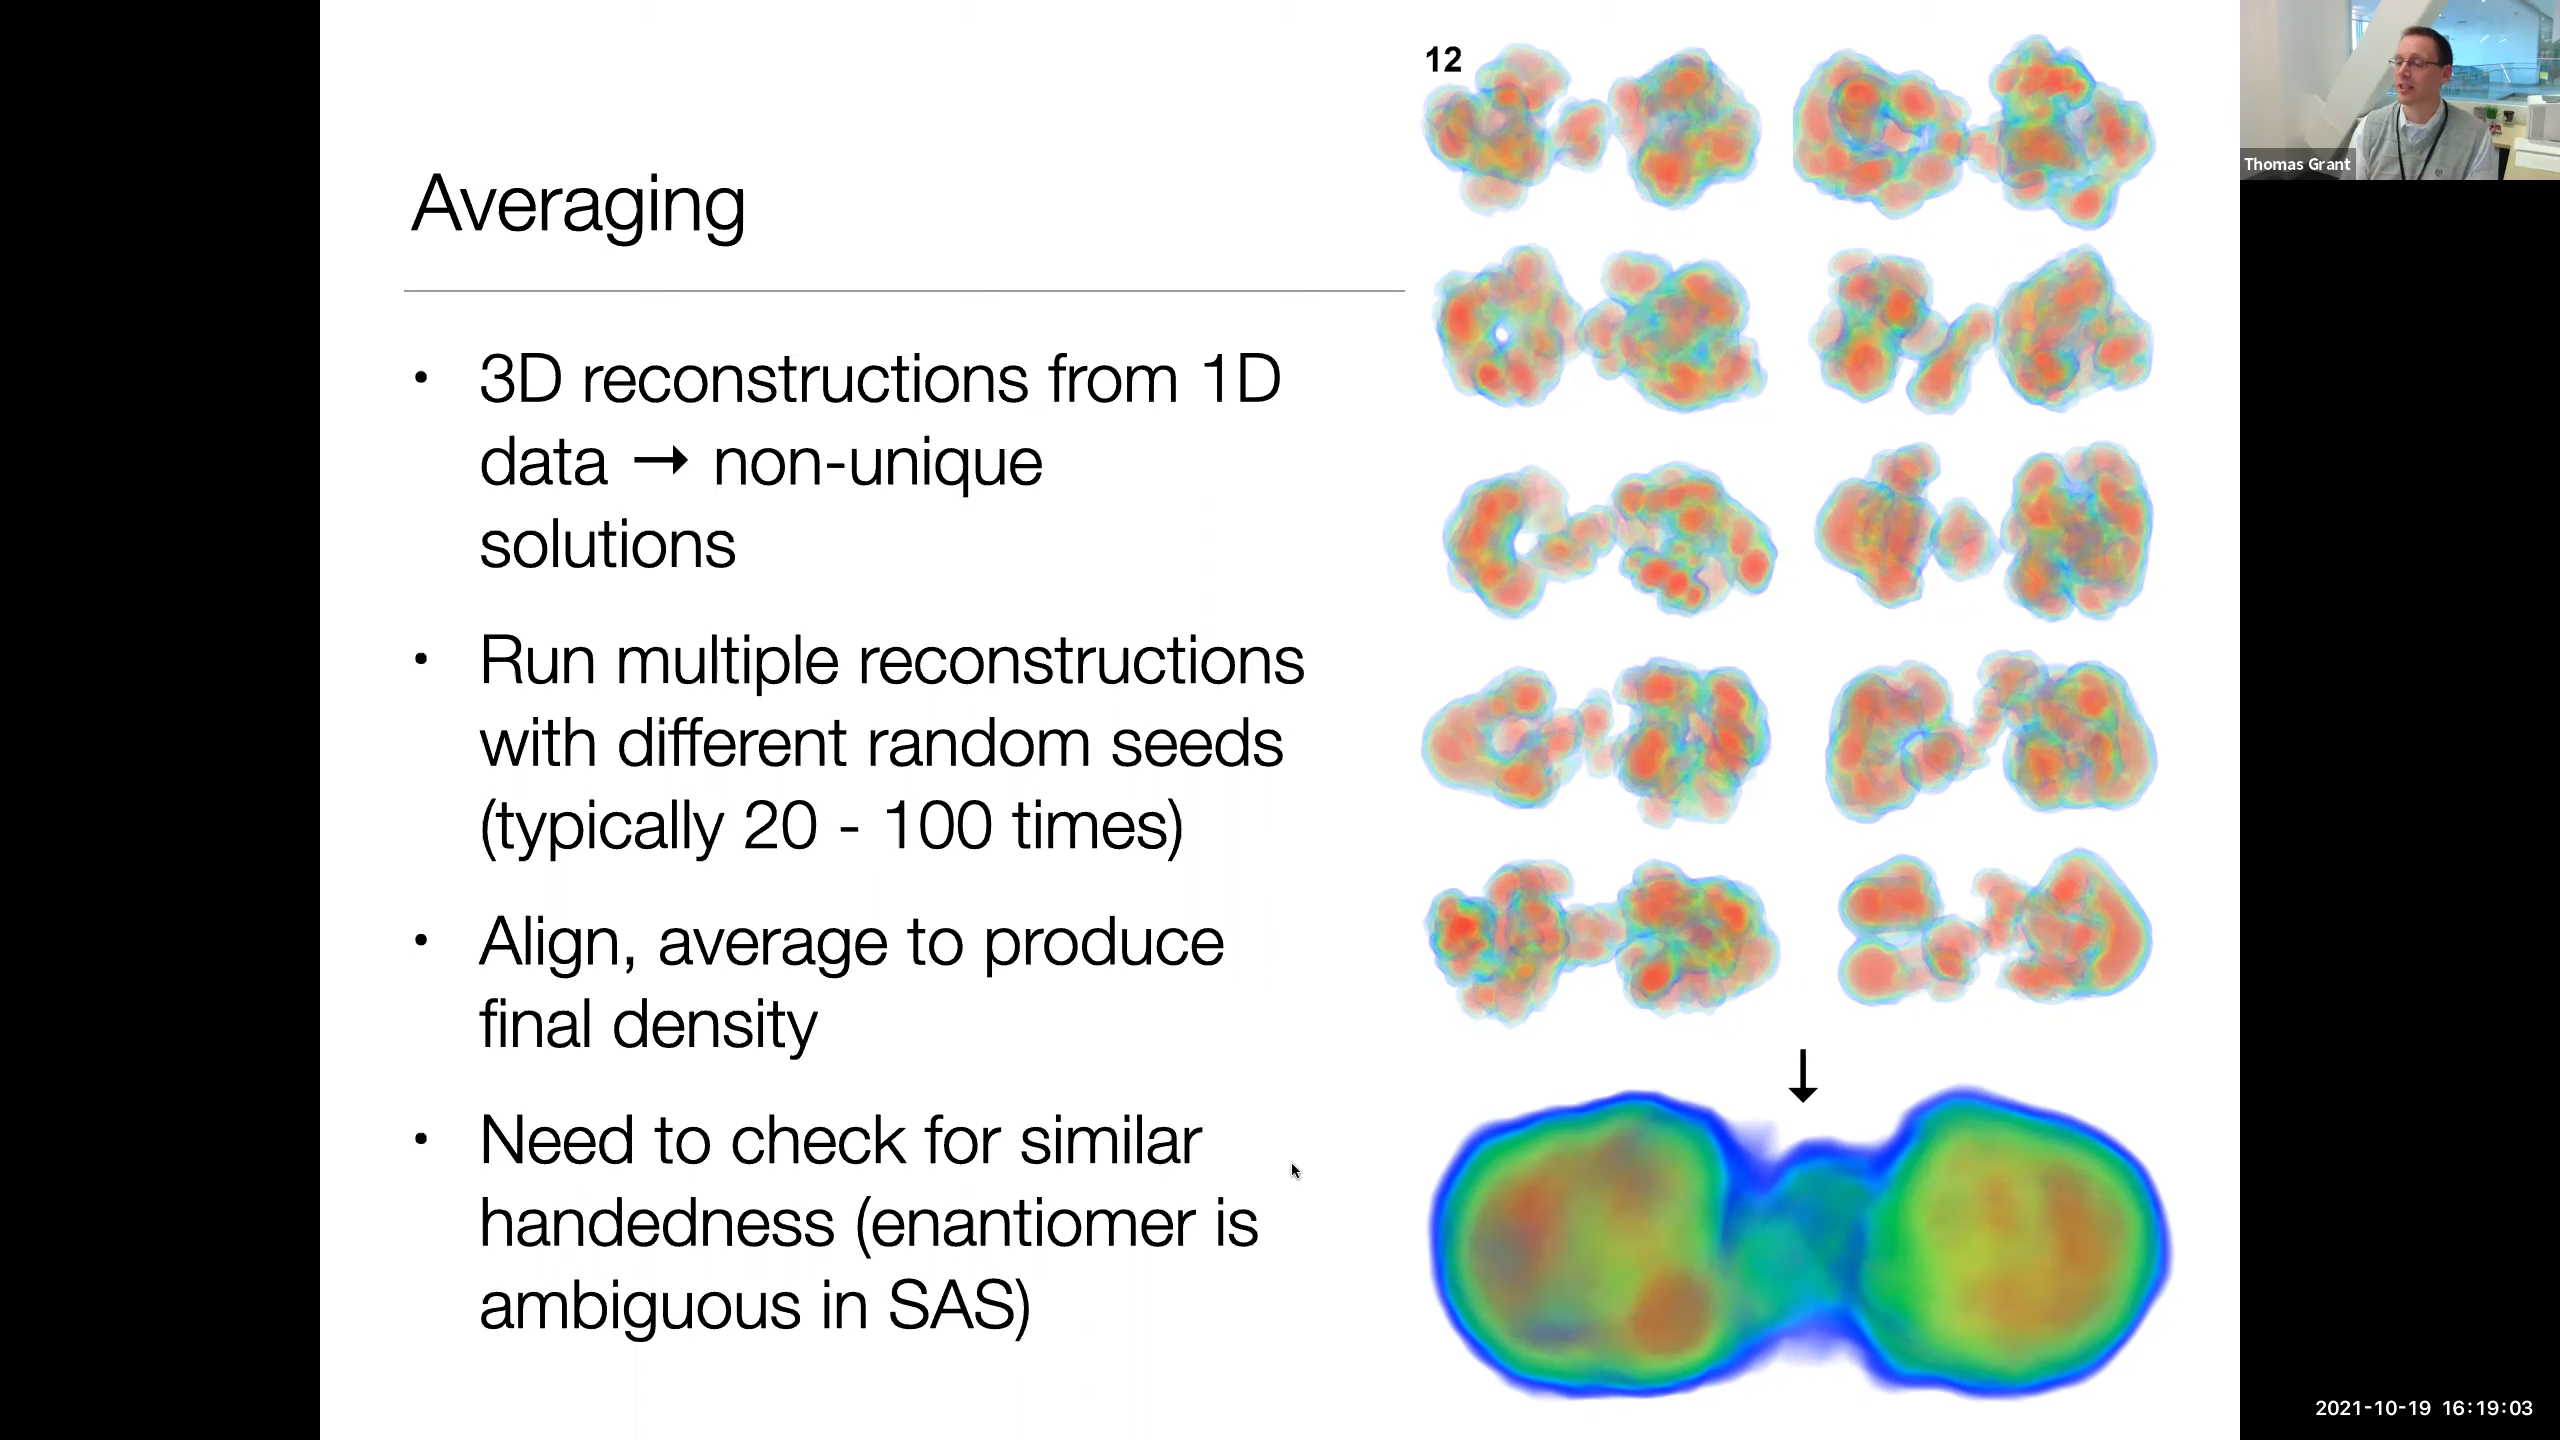 12
Thomas Grant
Averaging
• 3D reconstructions from 1D
data → non-unique
solutions
• Run multiple reconstructions
with different random seeds
(typically 20 - 100 times)
• Align, average to produce
final density
• Need to check for similar
handedness (enantiomer is
ambiguous in SAS)
2021-10-19 16:19:03